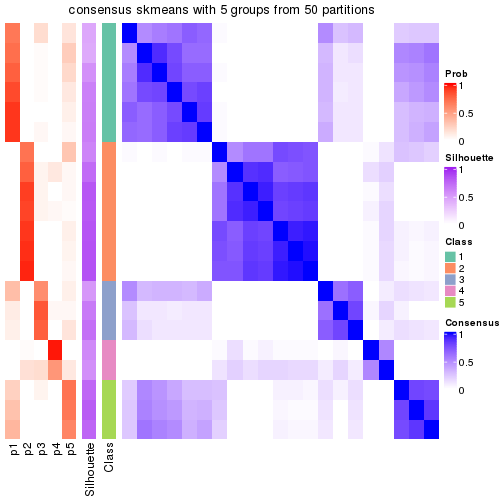 consensus skmeans with 5 groups from 50 partitions
Prob
1
0.5
0
Silhouette
1
0.5
0
Class
1
2
3
4
5
Consensus
1
0.5
0
p1
p2
p3
p4
p5
Silhouette
Class